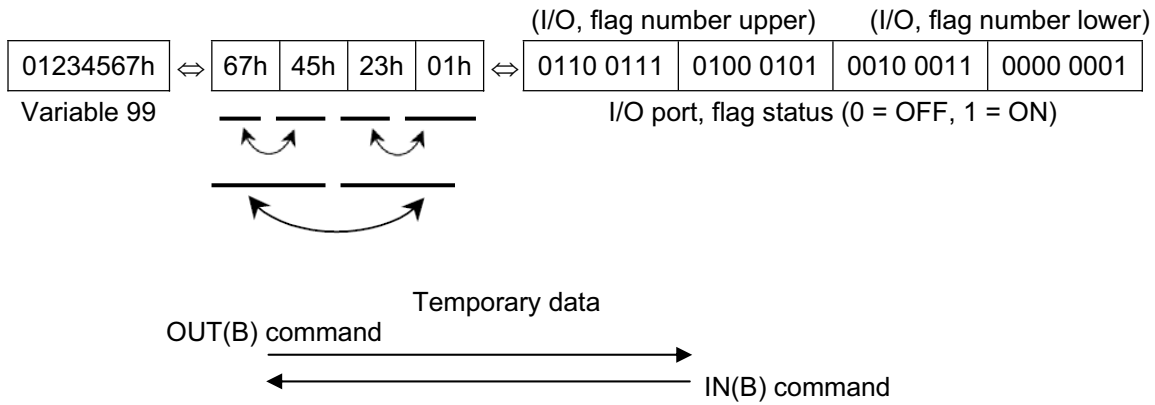 (I/O, flag number upper) (I/O, flag number lower)
01234567h ⇔ 67h 45h 23h 01h ⇔ 0110 0111 0100 0101 0010 0011 0000 0001
Variable 99 I/O port, flag status (0 = OFF, 1 = ON)
Temporary data
OUT(B) command
IN(B) command